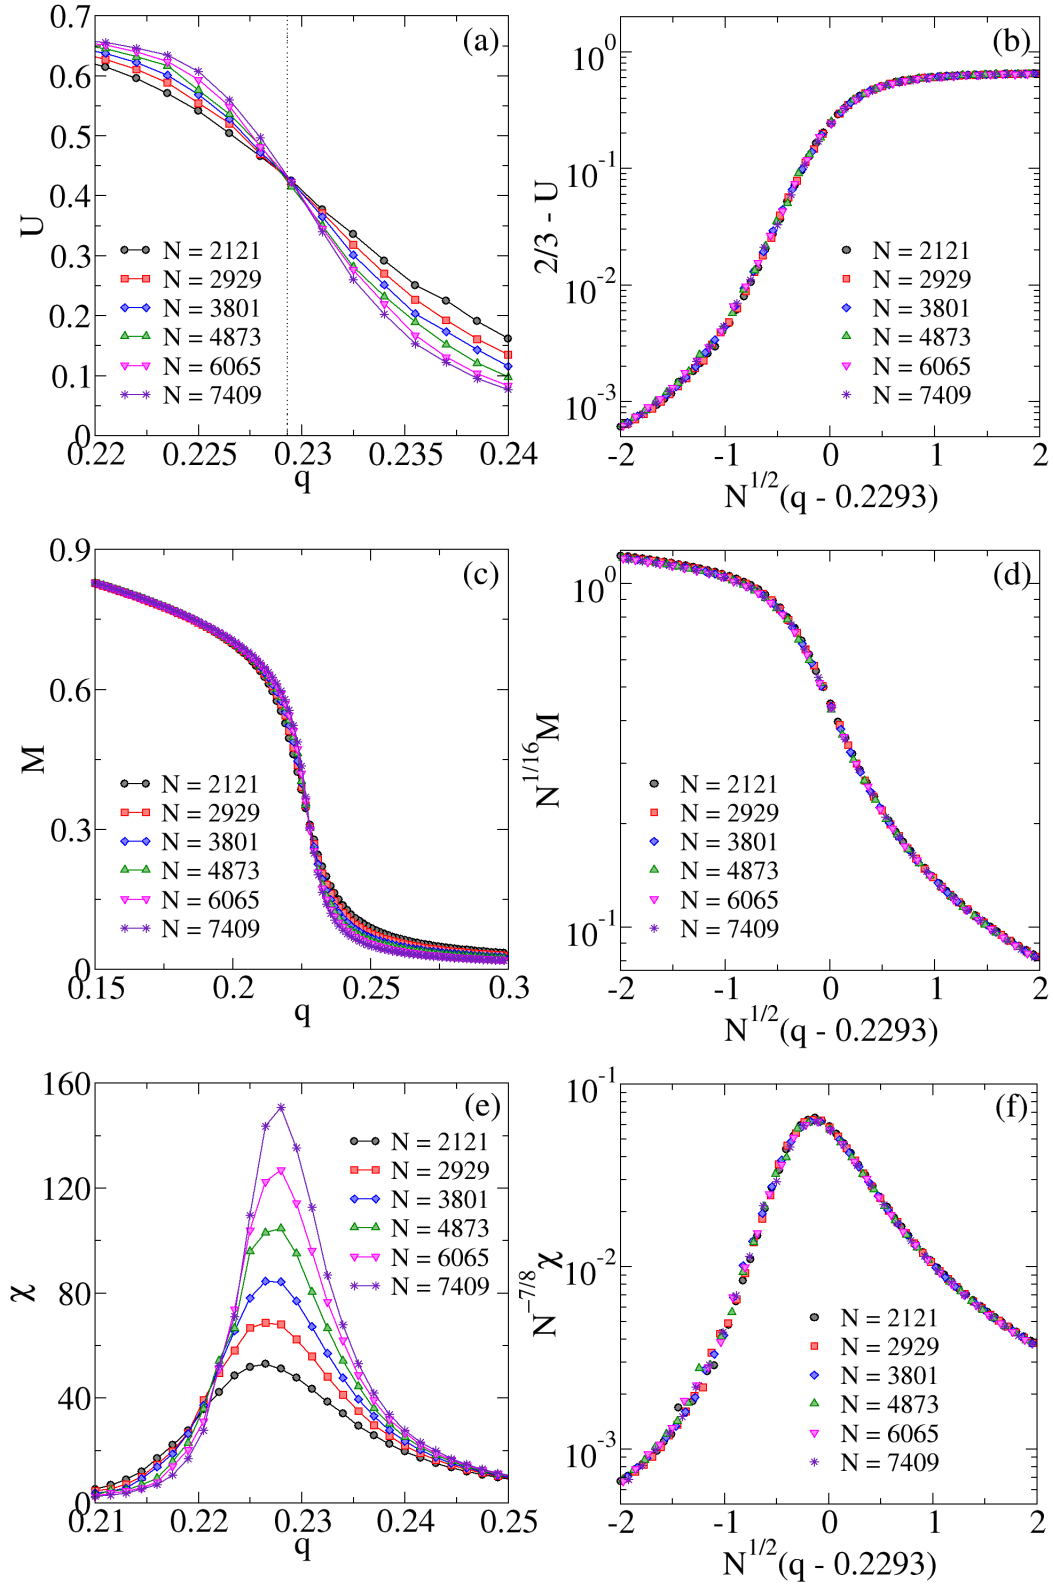 (a)
U
0.7
0.6
0.5
0.4
0.3
0.2
0.1
0
N = 2121
N = 2929
N = 3801
N = 4873
N = 6065
N = 7409
0.22 0.225 0.23 0.235 0.24
q
(b)
2/3 - U
10^0
10^-1
10^-2
10^-3
N = 2121
N = 2929
N = 3801
N = 4873
N = 6065
N = 7409
-2 -1 0 1 2
N^1/2(q - 0.2293)
(c)
M
0.9
0.6
0.3
0
N = 2121
N = 2929
N = 3801
N = 4873
N = 6065
N = 7409
0.15 0.2 0.25 0.3
q
(d)
N^1/16M
10^0
10^-1
N = 2121
N = 2929
N = 3801
N = 4873
N = 6065
N = 7409
-2 -1 0 1 2
N^1/2(q - 0.2293)
(e)
χ
160
120
80
40
0
N = 2121
N = 2929
N = 3801
N = 4873
N = 6065
N = 7409
0.21 0.22 0.23 0.24 0.25
q
(f)
N^-7/8χ
10^-1
10^-2
10^-3
N = 2121
N = 2929
N = 3801
N = 4873
N = 6065
N = 7409
-2 -1 0 1 2
N^1/2(q - 0.2293)